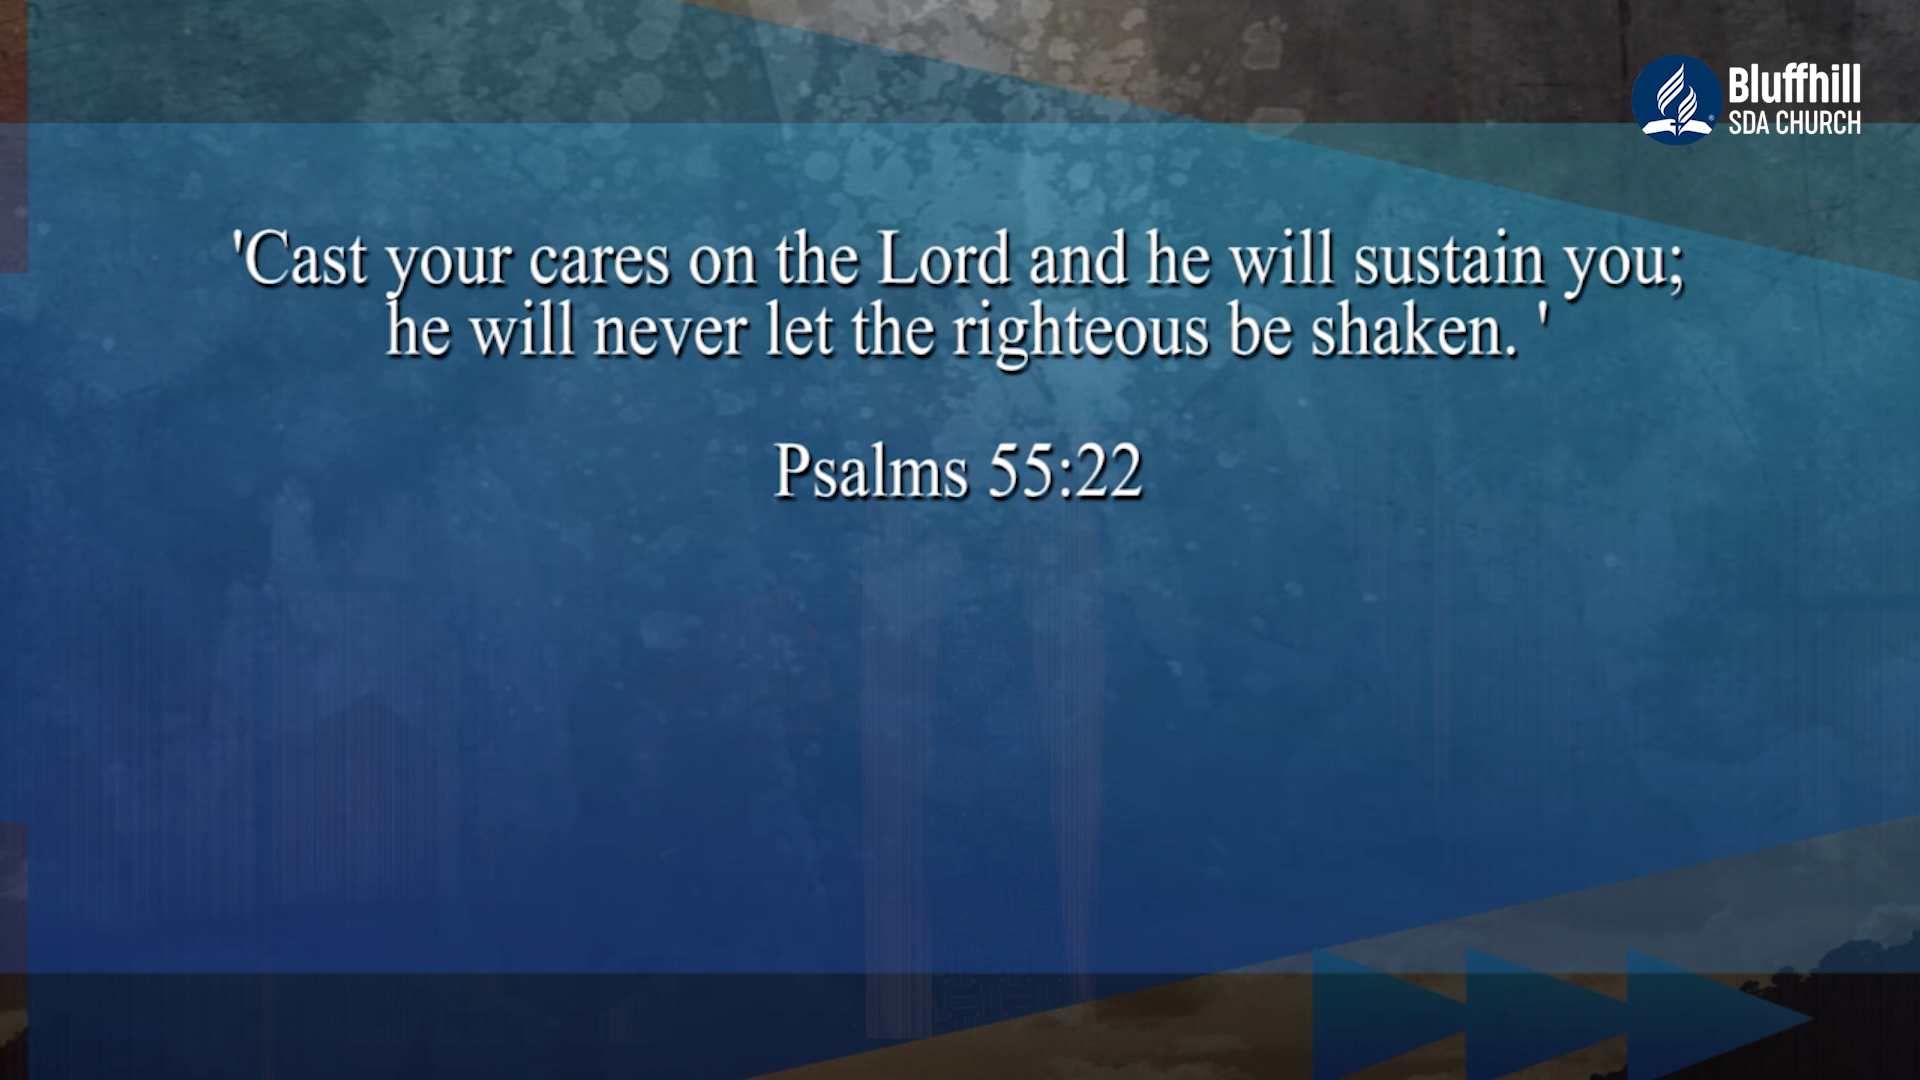 Bluffhill
SDA CHURCH
'Cast your cares on the Lord and he will sustain you;
he will never let the righteous be shaken. '
Psalms 55:22